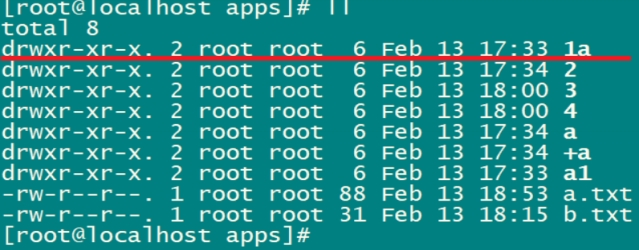 [root@localhost apps]# ll
total 8
drwxr-xr-x. 2 root root  6 Feb 13 17:33 1a
drwxr-xr-x. 2 root root  6 Feb 13 17:34 2
drwxr-xr-x. 2 root root  6 Feb 13 18:00 3
drwxr-xr-x. 2 root root  6 Feb 13 18:00 4
drwxr-xr-x. 2 root root  6 Feb 13 17:34 a
drwxr-xr-x. 2 root root  6 Feb 13 17:34 +a
drwxr-xr-x. 2 root root  6 Feb 13 17:33 a1
-rw-r--r--. 1 root root 88 Feb 13 18:53 a.txt
-rw-r--r--. 1 root root 31 Feb 13 18:15 b.txt
[root@localhost apps]#